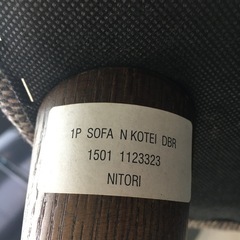 1P SOFA N KOTEI DBR
1501 1123323
NITORI